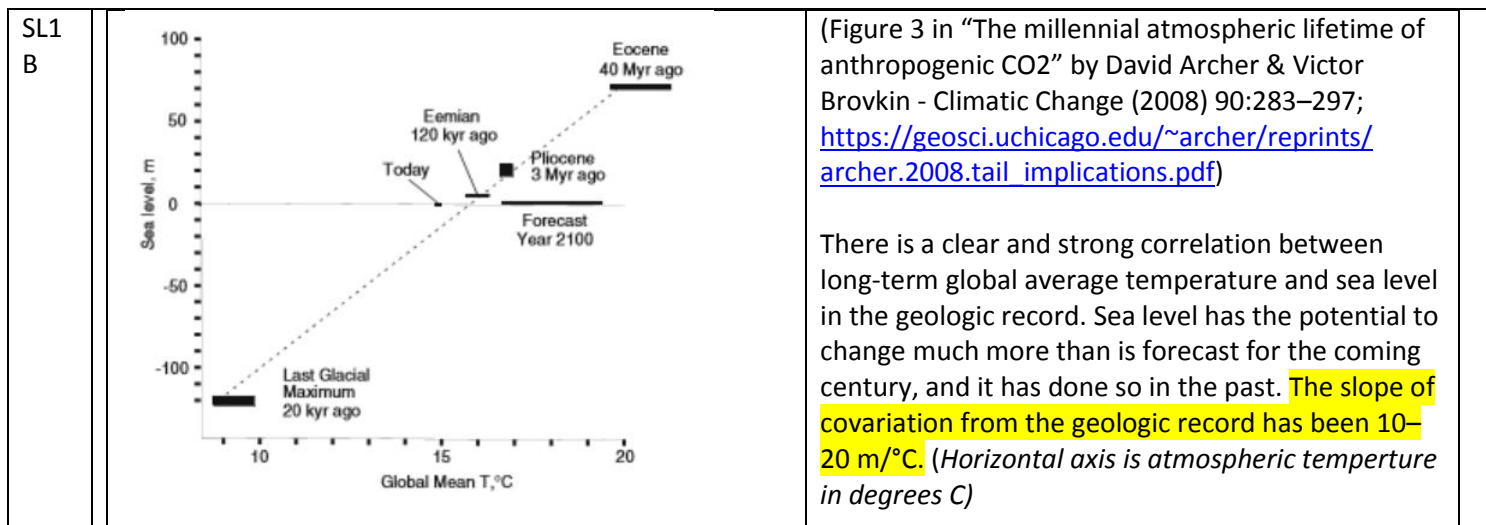 SL1
B
100
50
0
-50
-100
Sea level, m
Eocene
40 Myr ago
Eemian
120 kyr ago
Today
Pliocene
3 Myr ago
Forecast
Year 2100
Last Glacial
Maximum
20 kyr ago
10
15
20
Global Mean T,°C
(Figure 3 in “The millennial atmospheric lifetime of
anthropogenic CO2” by David Archer & Victor
Brovkin - Climatic Change (2008) 90:283–297;
https://geosci.uchicago.edu/~archer/reprints/
archer.2008.tail_implications.pdf)
There is a clear and strong correlation between
long-term global average temperature and sea level
in the geologic record. Sea level has the potential to
change much more than is forecast for the coming
century, and it has done so in the past. The slope of
covariation from the geologic record has been 10–
20 m/°C. (Horizontal axis is atmospheric temperture
in degrees C)